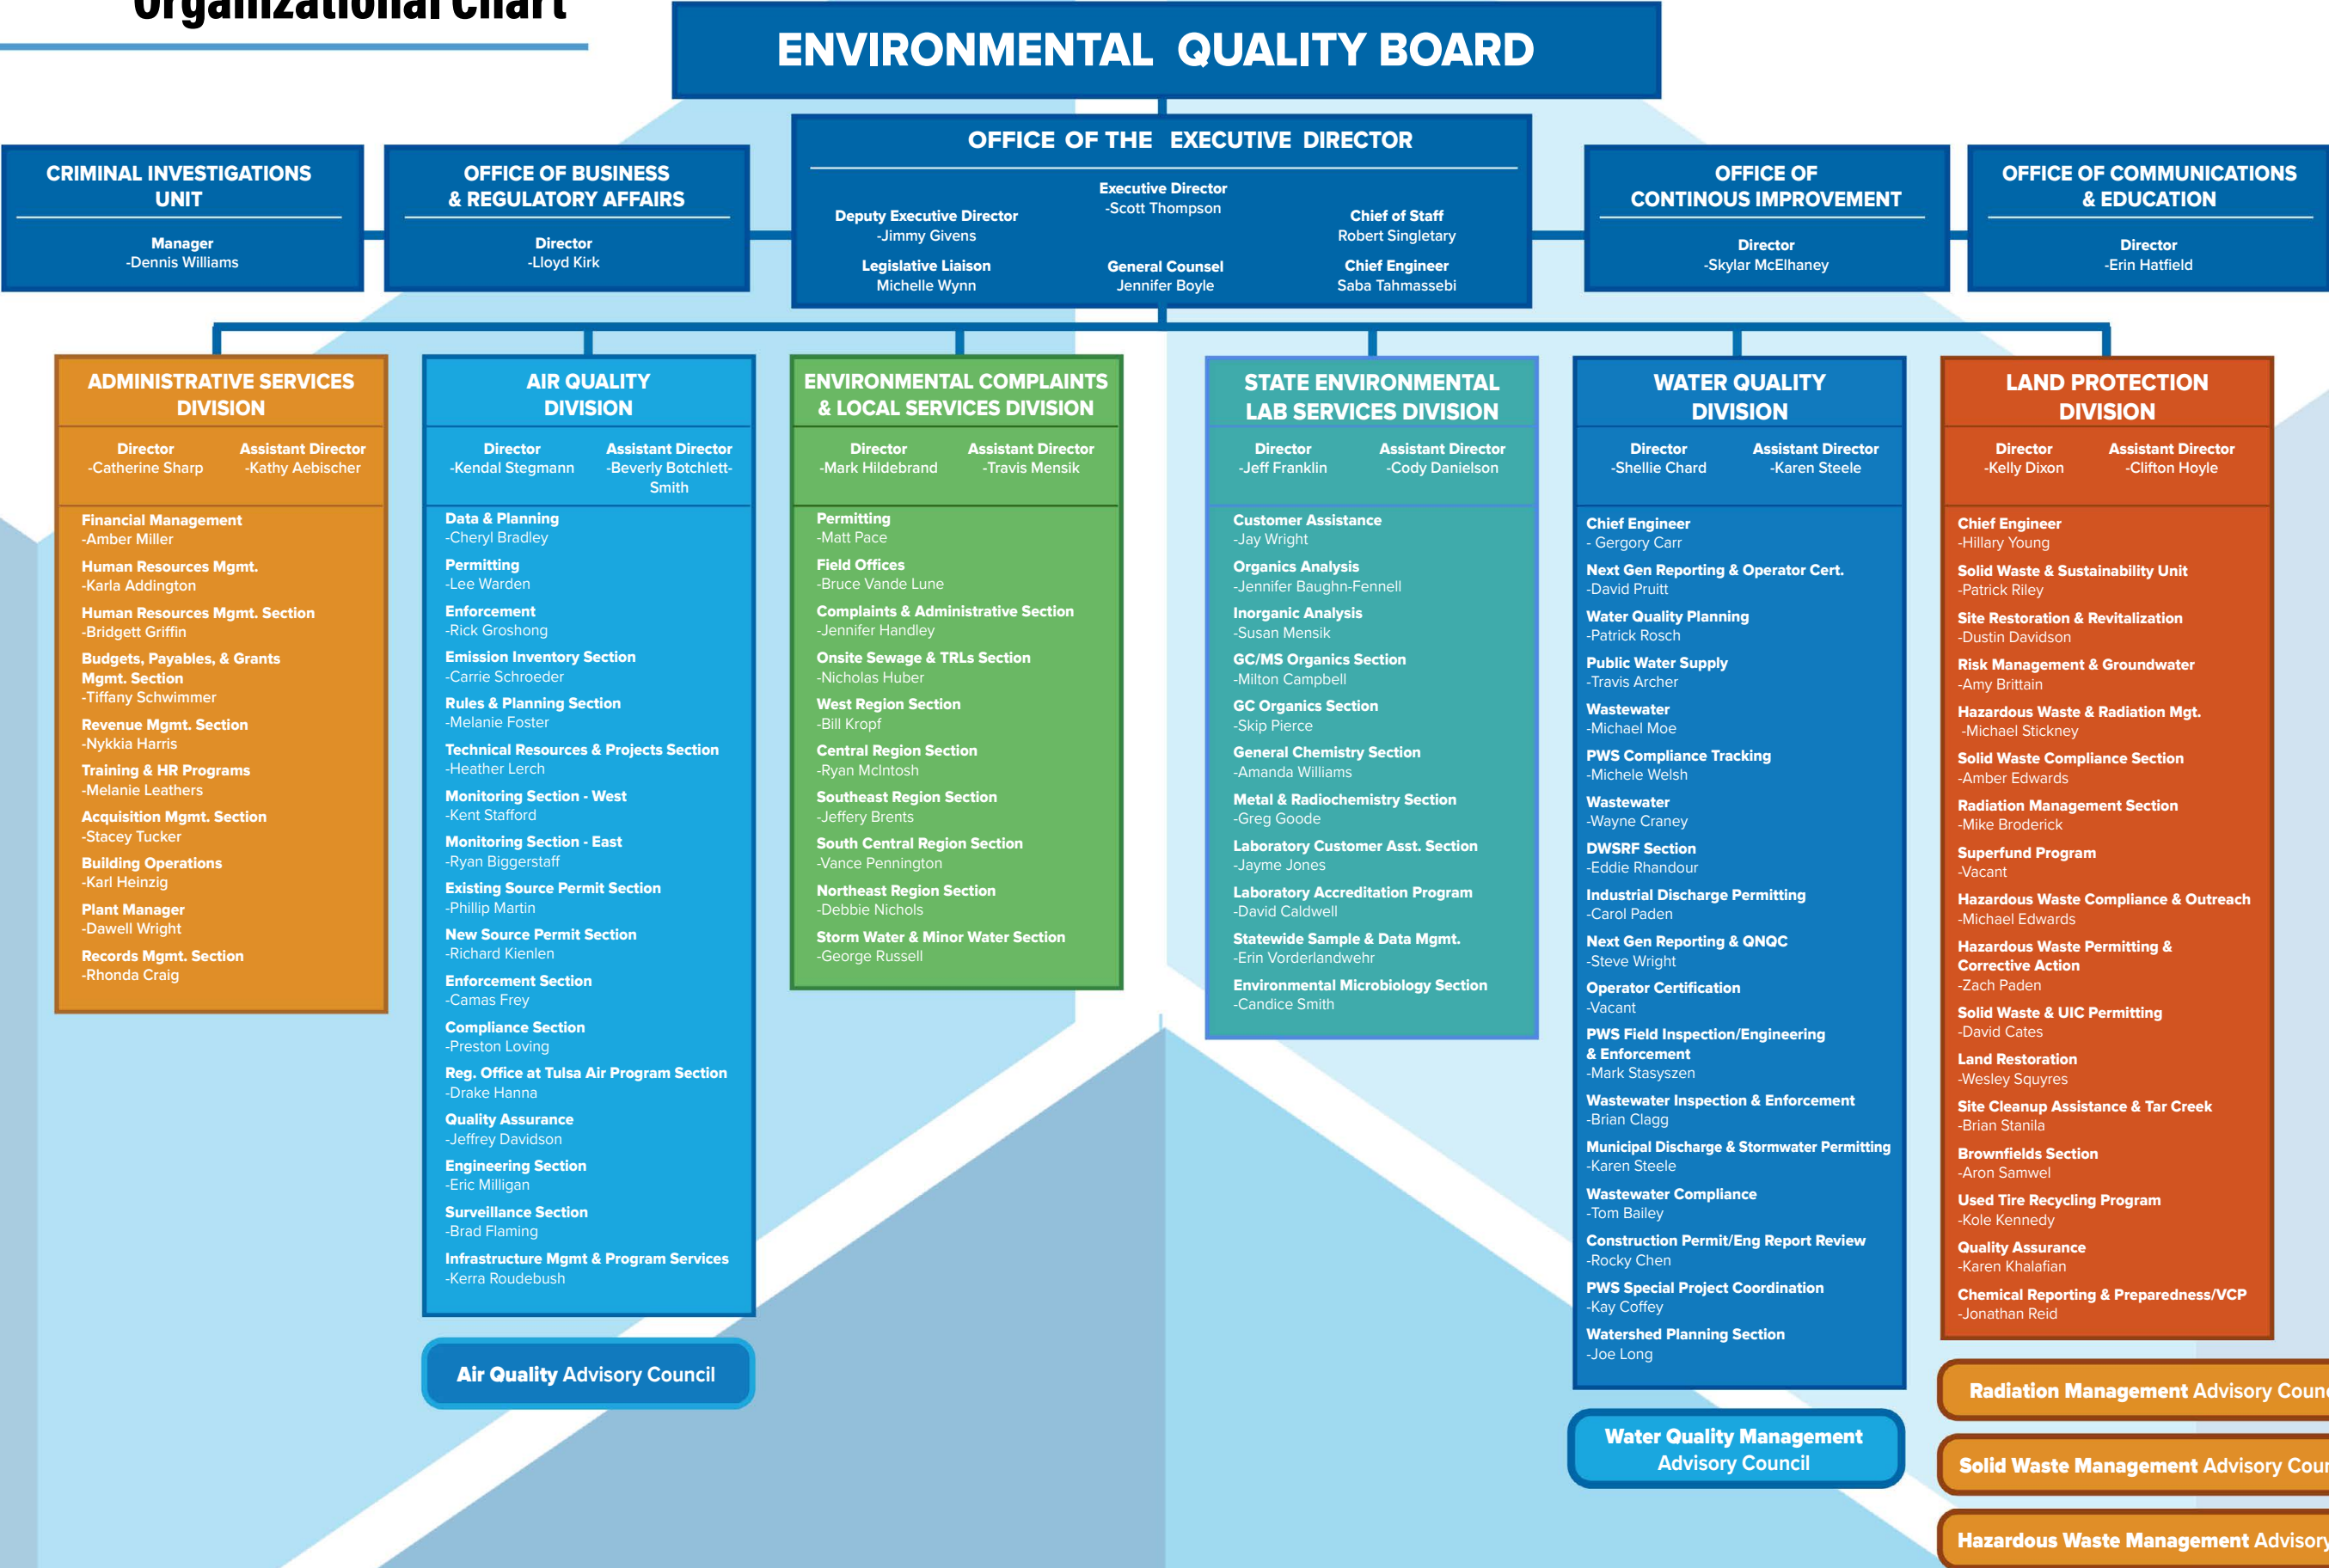 Organizational Chart
ENVIRONMENTAL QUALITY BOARD
OFFICE OF THE EXECUTIVE DIRECTOR
Executive Director
-Scott Thompson
Deputy Executive Director
-Jimmy Givens
Chief of Staff
Robert Singletary
Legislative Liaison
Michelle Wynn
General Counsel
Jennifer Boyle
Chief Engineer
Saba Tahmassebi
CRIMINAL INVESTIGATIONS
UNIT
Manager
-Dennis Williams
OFFICE OF BUSINESS
& REGULATORY AFFAIRS
Director
-Lloyd Kirk
OFFICE OF
CONTINOUS IMPROVEMENT
Director
-Skylar McElhaney
OFFICE OF COMMUNICATIONS
& EDUCATION
Director
-Erin Hatfield
ADMINISTRATIVE SERVICES
DIVISION
Director
-Catherine Sharp
Assistant Director
-Kathy Aebischer
Financial Management
-Amber Miller
Human Resources Mgmt.
-Karla Addington
Human Resources Mgmt. Section
-Bridgett Griffin
Budgets, Payables, & Grants
Mgmt. Section
-Tiffany Schwimmer
Revenue Mgmt. Section
-Nykkia Harris
Training & HR Programs
-Melanie Leathers
Acquisition Mgmt. Section
-Stacey Tucker
Building Operations
-Karl Heinzig
Plant Manager
-Dawell Wright
Records Mgmt. Section
-Rhonda Craig
AIR QUALITY
DIVISION
Director
-Kendal Stegmann
Assistant Director
-Beverly Botchlett-
Smith
Data & Planning
-Cheryl Bradley
Permitting
-Lee Warden
Enforcement
-Rick Groshong
Emission Inventory Section
-Carrie Schroeder
Rules & Planning Section
-Melanie Foster
Technical Resources & Projects Section
-Heather Lerch
Monitoring Section - West
-Kent Stafford
Monitoring Section - East
-Ryan Biggerstaff
Existing Source Permit Section
-Phillip Martin
New Source Permit Section
-Richard Kienlen
Enforcement Section
-Camas Frey
Compliance Section
-Preston Loving
Reg. Office at Tulsa Air Program Section
-Drake Hanna
Quality Assurance
-Jeffrey Davidson
Engineering Section
-Eric Milligan
Surveillance Section
-Brad Flaming
Infrastructure Mgmt & Program Services
-Kerra Roudebush
Air Quality Advisory Council
ENVIRONMENTAL COMPLAINTS
& LOCAL SERVICES DIVISION
Director
-Mark Hildebrand
Assistant Director
-Travis Mensik
Permitting
-Matt Pace
Field Offices
-Bruce Vande Lune
Complaints & Administrative Section
-Jennifer Handley
Onsite Sewage & TRLs Section
-Nicholas Huber
West Region Section
-Bill Kropf
Central Region Section
-Ryan McIntosh
Southeast Region Section
-Jeffery Brents
South Central Region Section
-Vance Pennington
Northeast Region Section
-Debbie Nichols
Storm Water & Minor Water Section
-George Russell
STATE ENVIRONMENTAL
LAB SERVICES DIVISION
Director
-Jeff Franklin
Assistant Director
-Cody Danielson
Customer Assistance
-Jay Wright
Organics Analysis
-Jennifer Baughn-Fennell
Inorganic Analysis
-Susan Mensik
GC/MS Organics Section
-Milton Campbell
GC Organics Section
-Skip Pierce
General Chemistry Section
-Amanda Williams
Metal & Radiochemistry Section
-Greg Goode
Laboratory Customer Asst. Section
-Jayme Jones
Laboratory Accreditation Program
-David Caldwell
Statewide Sample & Data Mgmt.
-Erin Vorderlandwehr
Environmental Microbiology Section
-Candice Smith
WATER QUALITY
DIVISION
Director
-Shellie Chard
Assistant Director
-Karen Steele
Chief Engineer
- Gergory Carr
Next Gen Reporting & Operator Cert.
-David Pruitt
Water Quality Planning
-Patrick Rosch
Public Water Supply
-Travis Archer
Wastewater
-Michael Moe
PWS Compliance Tracking
-Michele Welsh
Wastewater
-Wayne Craney
DWSRF Section
-Eddie Rhandour
Industrial Discharge Permitting
-Carol Paden
Next Gen Reporting & QNQC
-Steve Wright
Operator Certification
-Vacant
PWS Field Inspection/Engineering
& Enforcement
-Mark Stasyszen
Wastewater Inspection & Enforcement
-Brian Clagg
Municipal Discharge & Stormwater Permitting
-Karen Steele
Wastewater Compliance
-Tom Bailey
Construction Permit/Eng Report Review
-Rocky Chen
PWS Special Project Coordination
-Kay Coffey
Watershed Planning Section
-Joe Long
Water Quality Management
Advisory Council
LAND PROTECTION
DIVISION
Director
-Kelly Dixon
Assistant Director
-Clifton Hoyle
Chief Engineer
-Hillary Young
Solid Waste & Sustainability Unit
-Patrick Riley
Site Restoration & Revitalization
-Dustin Davidson
Risk Management & Groundwater
-Amy Brittain
Hazardous Waste & Radiation Mgt.
-Michael Stickney
Solid Waste Compliance Section
-Amber Edwards
Radiation Management Section
-Mike Broderick
Superfund Program
-Vacant
Hazardous Waste Compliance & Outreach
-Michael Edwards
Hazardous Waste Permitting &
Corrective Action
-Zach Paden
Solid Waste & UIC Permitting
-David Cates
Land Restoration
-Wesley Squyres
Site Cleanup Assistance & Tar Creek
-Brian Stanila
Brownfields Section
-Aron Samwel
Used Tire Recycling Program
-Kole Kennedy
Quality Assurance
-Karen Khalafian
Chemical Reporting & Preparedness/VCP
-Jonathan Reid
Radiation Management Advisory
Solid Waste Management Advisory
Hazardous Waste Management Advisory